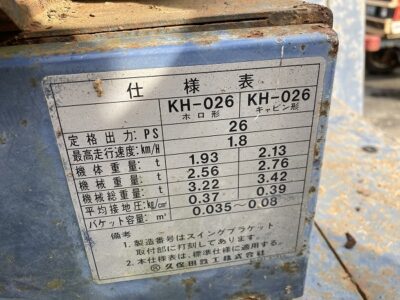 仕様表
KH-026 KH-026
ホロ形 キャビン形
定格出力: PS 26
最高走行速度: km/H 1.8
機体重量: t 1.93 2.13
機械重量: t 2.56 2.76
機械総重量: t 3.22 3.42
平均接地圧: kg/cm² 0.37 0.39
バケット容量: m³ 0.035~0.08
備考
1. 製造番号はスイングブラケット
取付部に打刻してあります。
2. 本仕様表は、標準仕様に適用する。
久保田鉄工株式会社